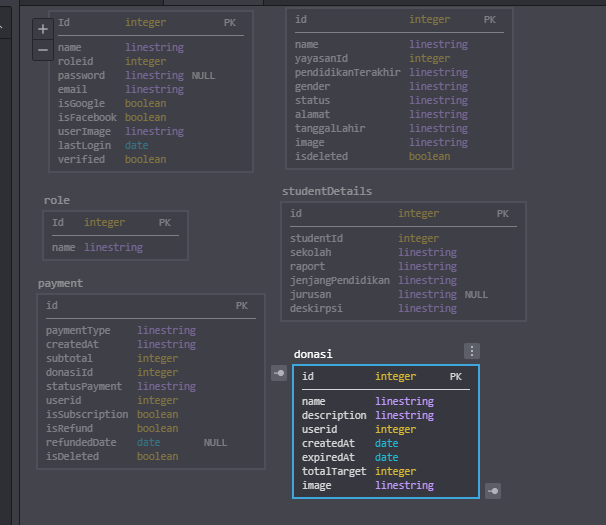 Id integer PK
name linestring
roleid integer
password linestring NULL
email linestring
isGoogle boolean
isFacebook boolean
userImage linestring
lastLogin date
verified boolean
id integer PK
name linestring
yayasanId integer
pendidikanTerakhir linestring
gender linestring
status linestring
alamat linestring
tanggalLahir linestring
image linestring
isdeleted boolean
role
Id integer PK
name linestring
studentDetails
id integer PK
studentId integer
sekolah linestring
raport linestring
jenjangPendidikan linestring
jurusan linestring NULL
deskirpsi linestring
payment
id PK
paymentType linestring
createdAt linestring
subtotal integer
donasiId integer
statusPayment linestring
userid integer
isSubscription boolean
isRefund boolean
refundedDate date NULL
isDeleted boolean
donasi
id integer PK
name linestring
description linestring
userid integer
createdAt date
expiredAt date
totalTarget integer
image linestring